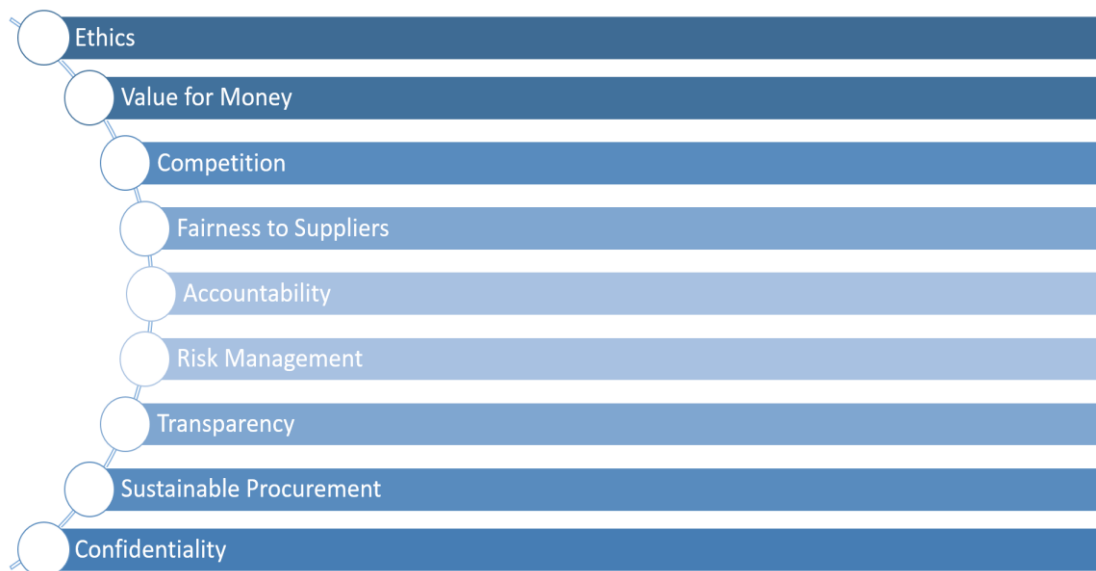 Ethics
Value for Money
Competition
Fairness to Suppliers
Accountability
Risk Management
Transparency
Sustainable Procurement
Confidentiality